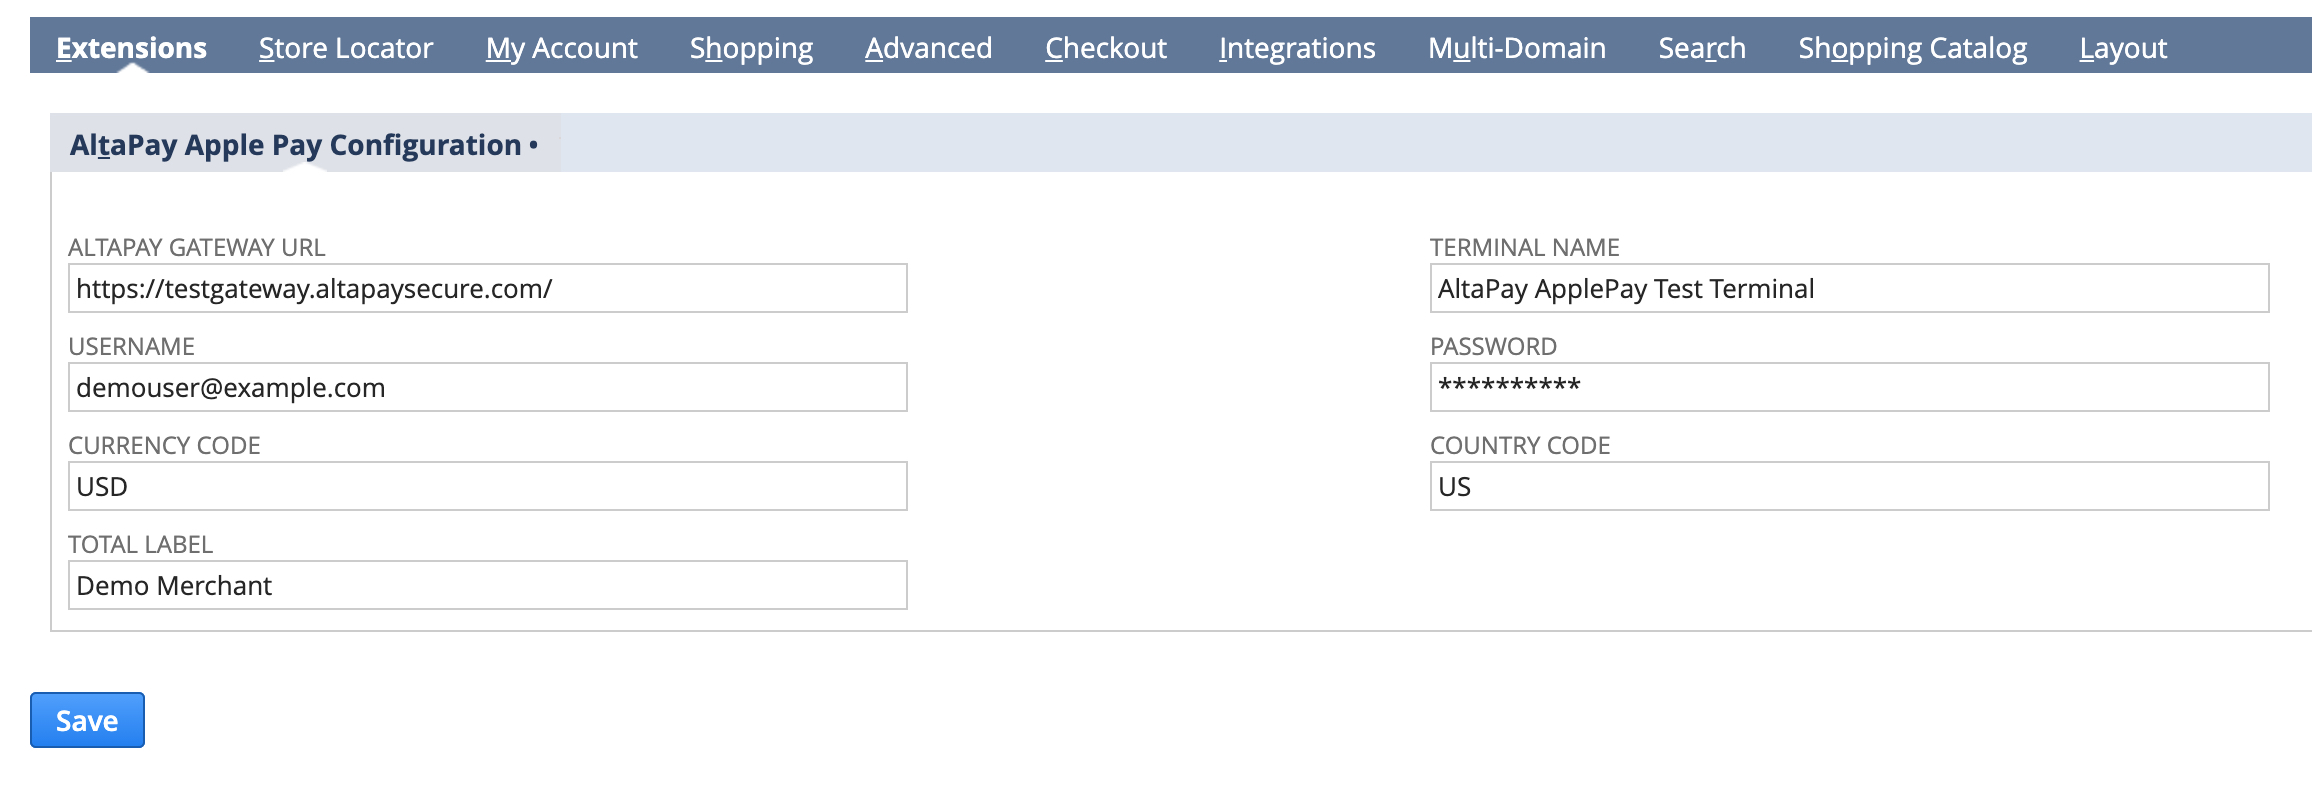 Extensions Store Locator My Account Shopping Advanced Checkout Integrations Multi-Domain Search Shopping Catalog Layout
AltaPay Apple Pay Configuration •
ALTAPAY GATEWAY URL TERMINAL NAME
https://testgateway.altapaysecure.com/ AltaPay ApplePay Test Terminal
USERNAME PASSWORD
demouser@example.com **********
CURRENCY CODE COUNTRY CODE
USD US
TOTAL LABEL
Demo Merchant
Save